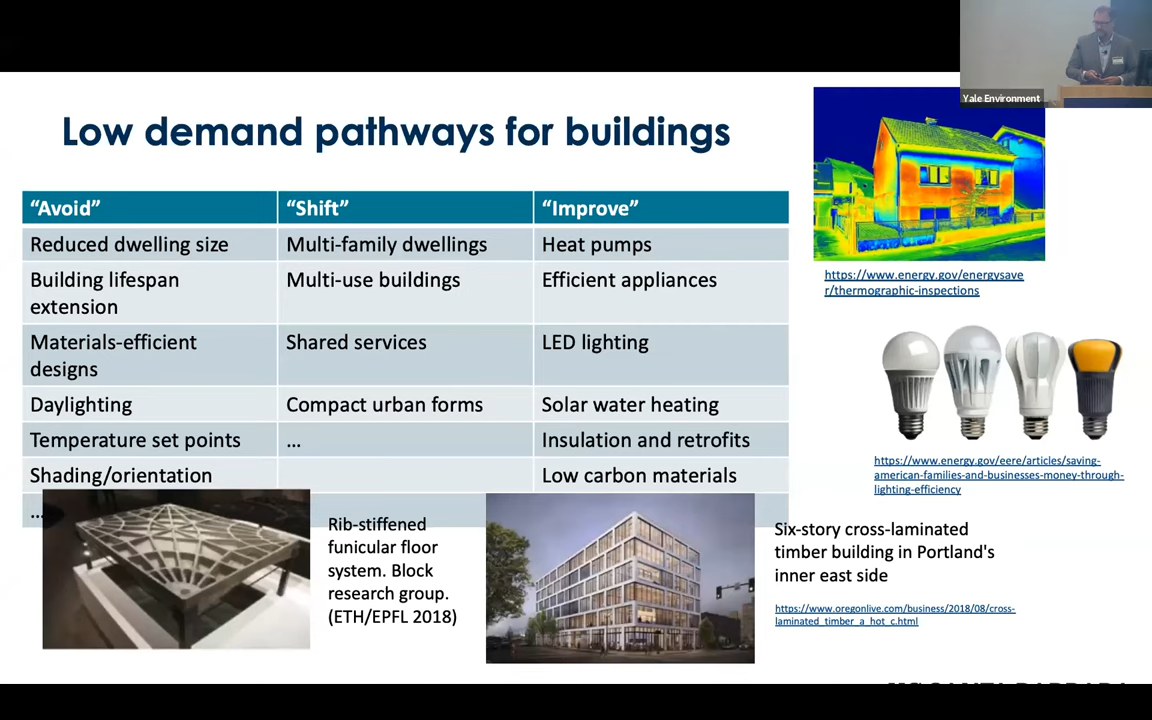 Yale Environment
Low demand pathways for buildings
“Avoid” “Shift” “Improve”
Reduced dwelling size Multi-family dwellings Heat pumps
Building lifespan
extension
Multi-use buildings Efficient appliances
Materials-efficient
designs
Shared services LED lighting
Daylighting Compact urban forms Solar water heating
Temperature set points ... Insulation and retrofits
Shading/orientation Low carbon materials
...
https://www.energy.gov/energysave
r/thermographic-inspections
https://www.energy.gov/eere/articles/saving-
american-families-and-businesses-money-through-
lighting-efficiency
Rib-stiffened
funicular floor
system. Block
research group.
(ETH/EPFL 2018)
Six-story cross-laminated
timber building in Portland's
inner east side
https://www.oregonlive.com/business/2018/08/cross-
laminated_timber_a_hot_c.html